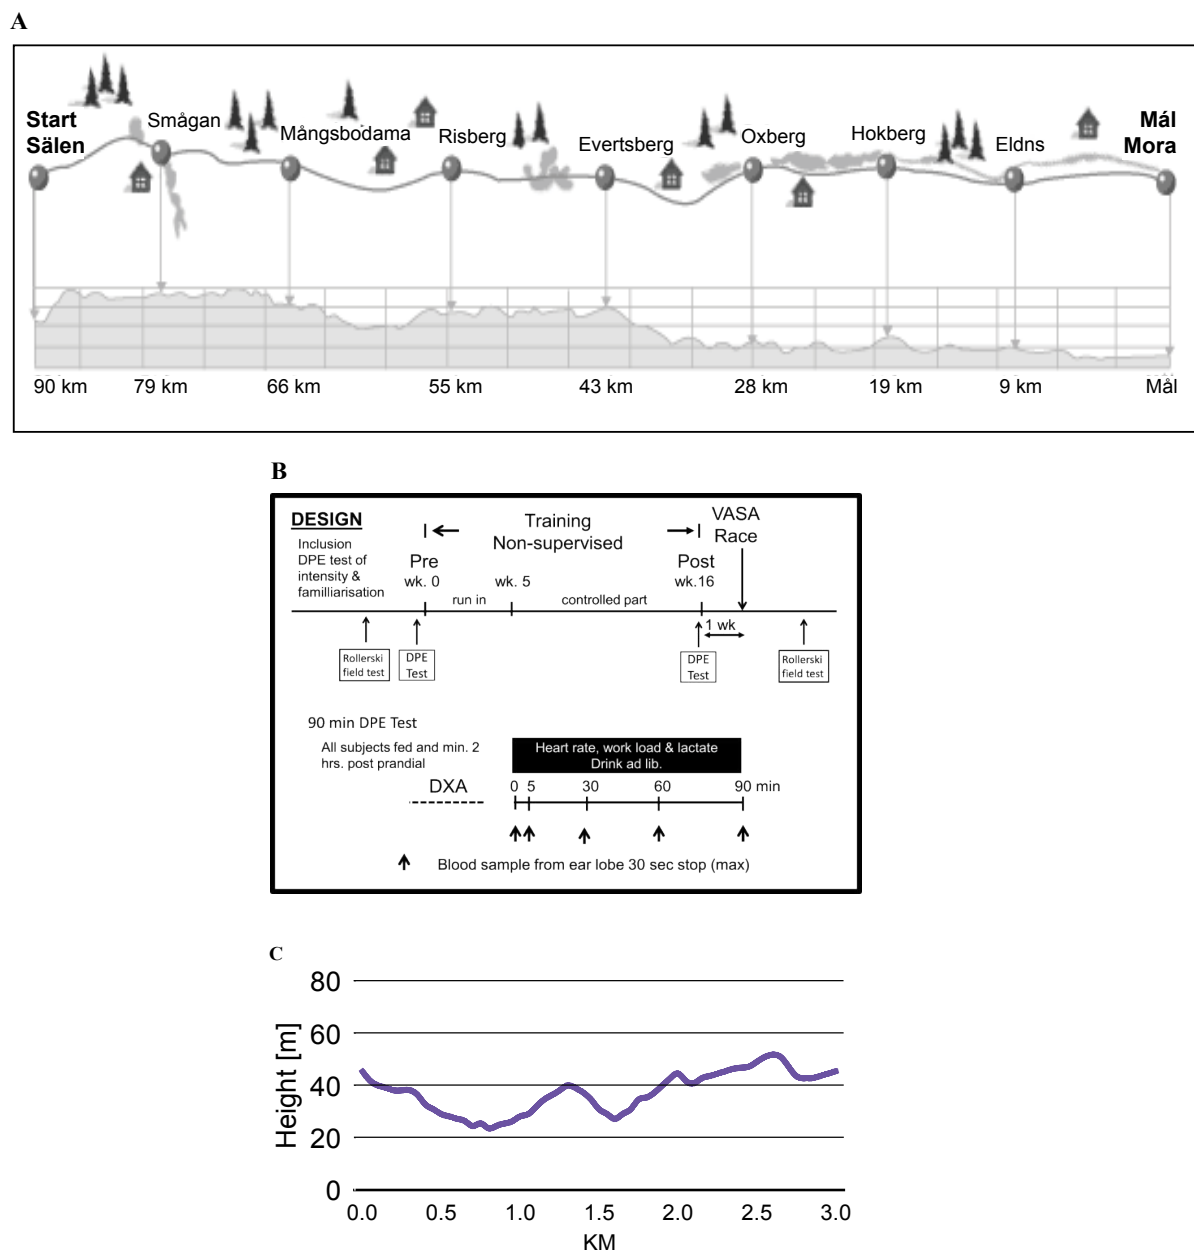 A
Start
Sälen
Smågan
Mångsbodarna
Risberg
Evertsberg
Oxberg
Hokberg
Eldns
Mål
Mora
90 km
79 km
66 km
55 km
43 km
28 km
19 km
9 km
Mål
B
DESIGN
Inclusion
DPE test of
intensity &
familliarisation
Training
Non-supervised
VASA
Race
Pre
wk. 0
wk. 5
Post
wk.16
run in
controlled part
1 wk
Rollerski
field test
DPE
Test
DPE
Test
Rollerski
field test
90 min DPE Test
All subjects fed and min. 2
hrs. post prandial
Heart rate, work load & lactate
Drink ad lib.
DXA
0 5 30 60 90 min
Blood sample from ear lobe 30 sec stop (max)
C
Height [m]
80
60
40
20
0
0.0 0.5 1.0 1.5 2.0 2.5 3.0
KM